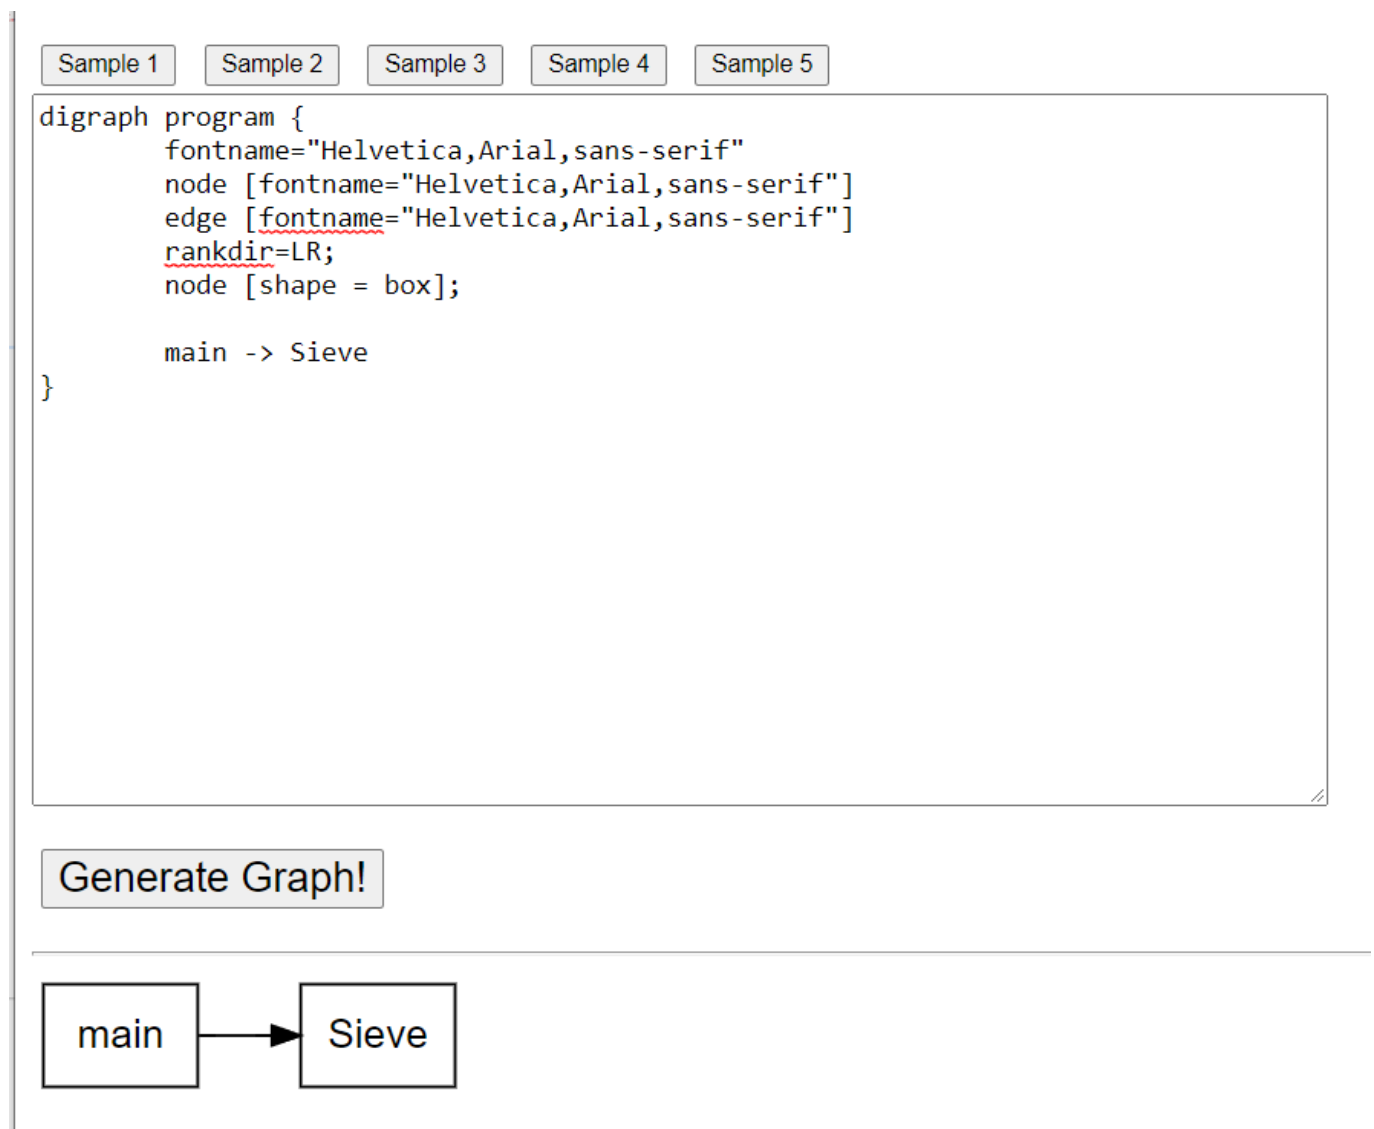 Sample 1 Sample 2 Sample 3 Sample 4 Sample 5
digraph program {
        fontname="Helvetica,Arial,sans-serif"
        node [fontname="Helvetica,Arial,sans-serif"]
        edge [fontname="Helvetica,Arial,sans-serif"]
        rankdir=LR;
        node [shape = box];

        main -> Sieve
}
Generate Graph!
main Sieve